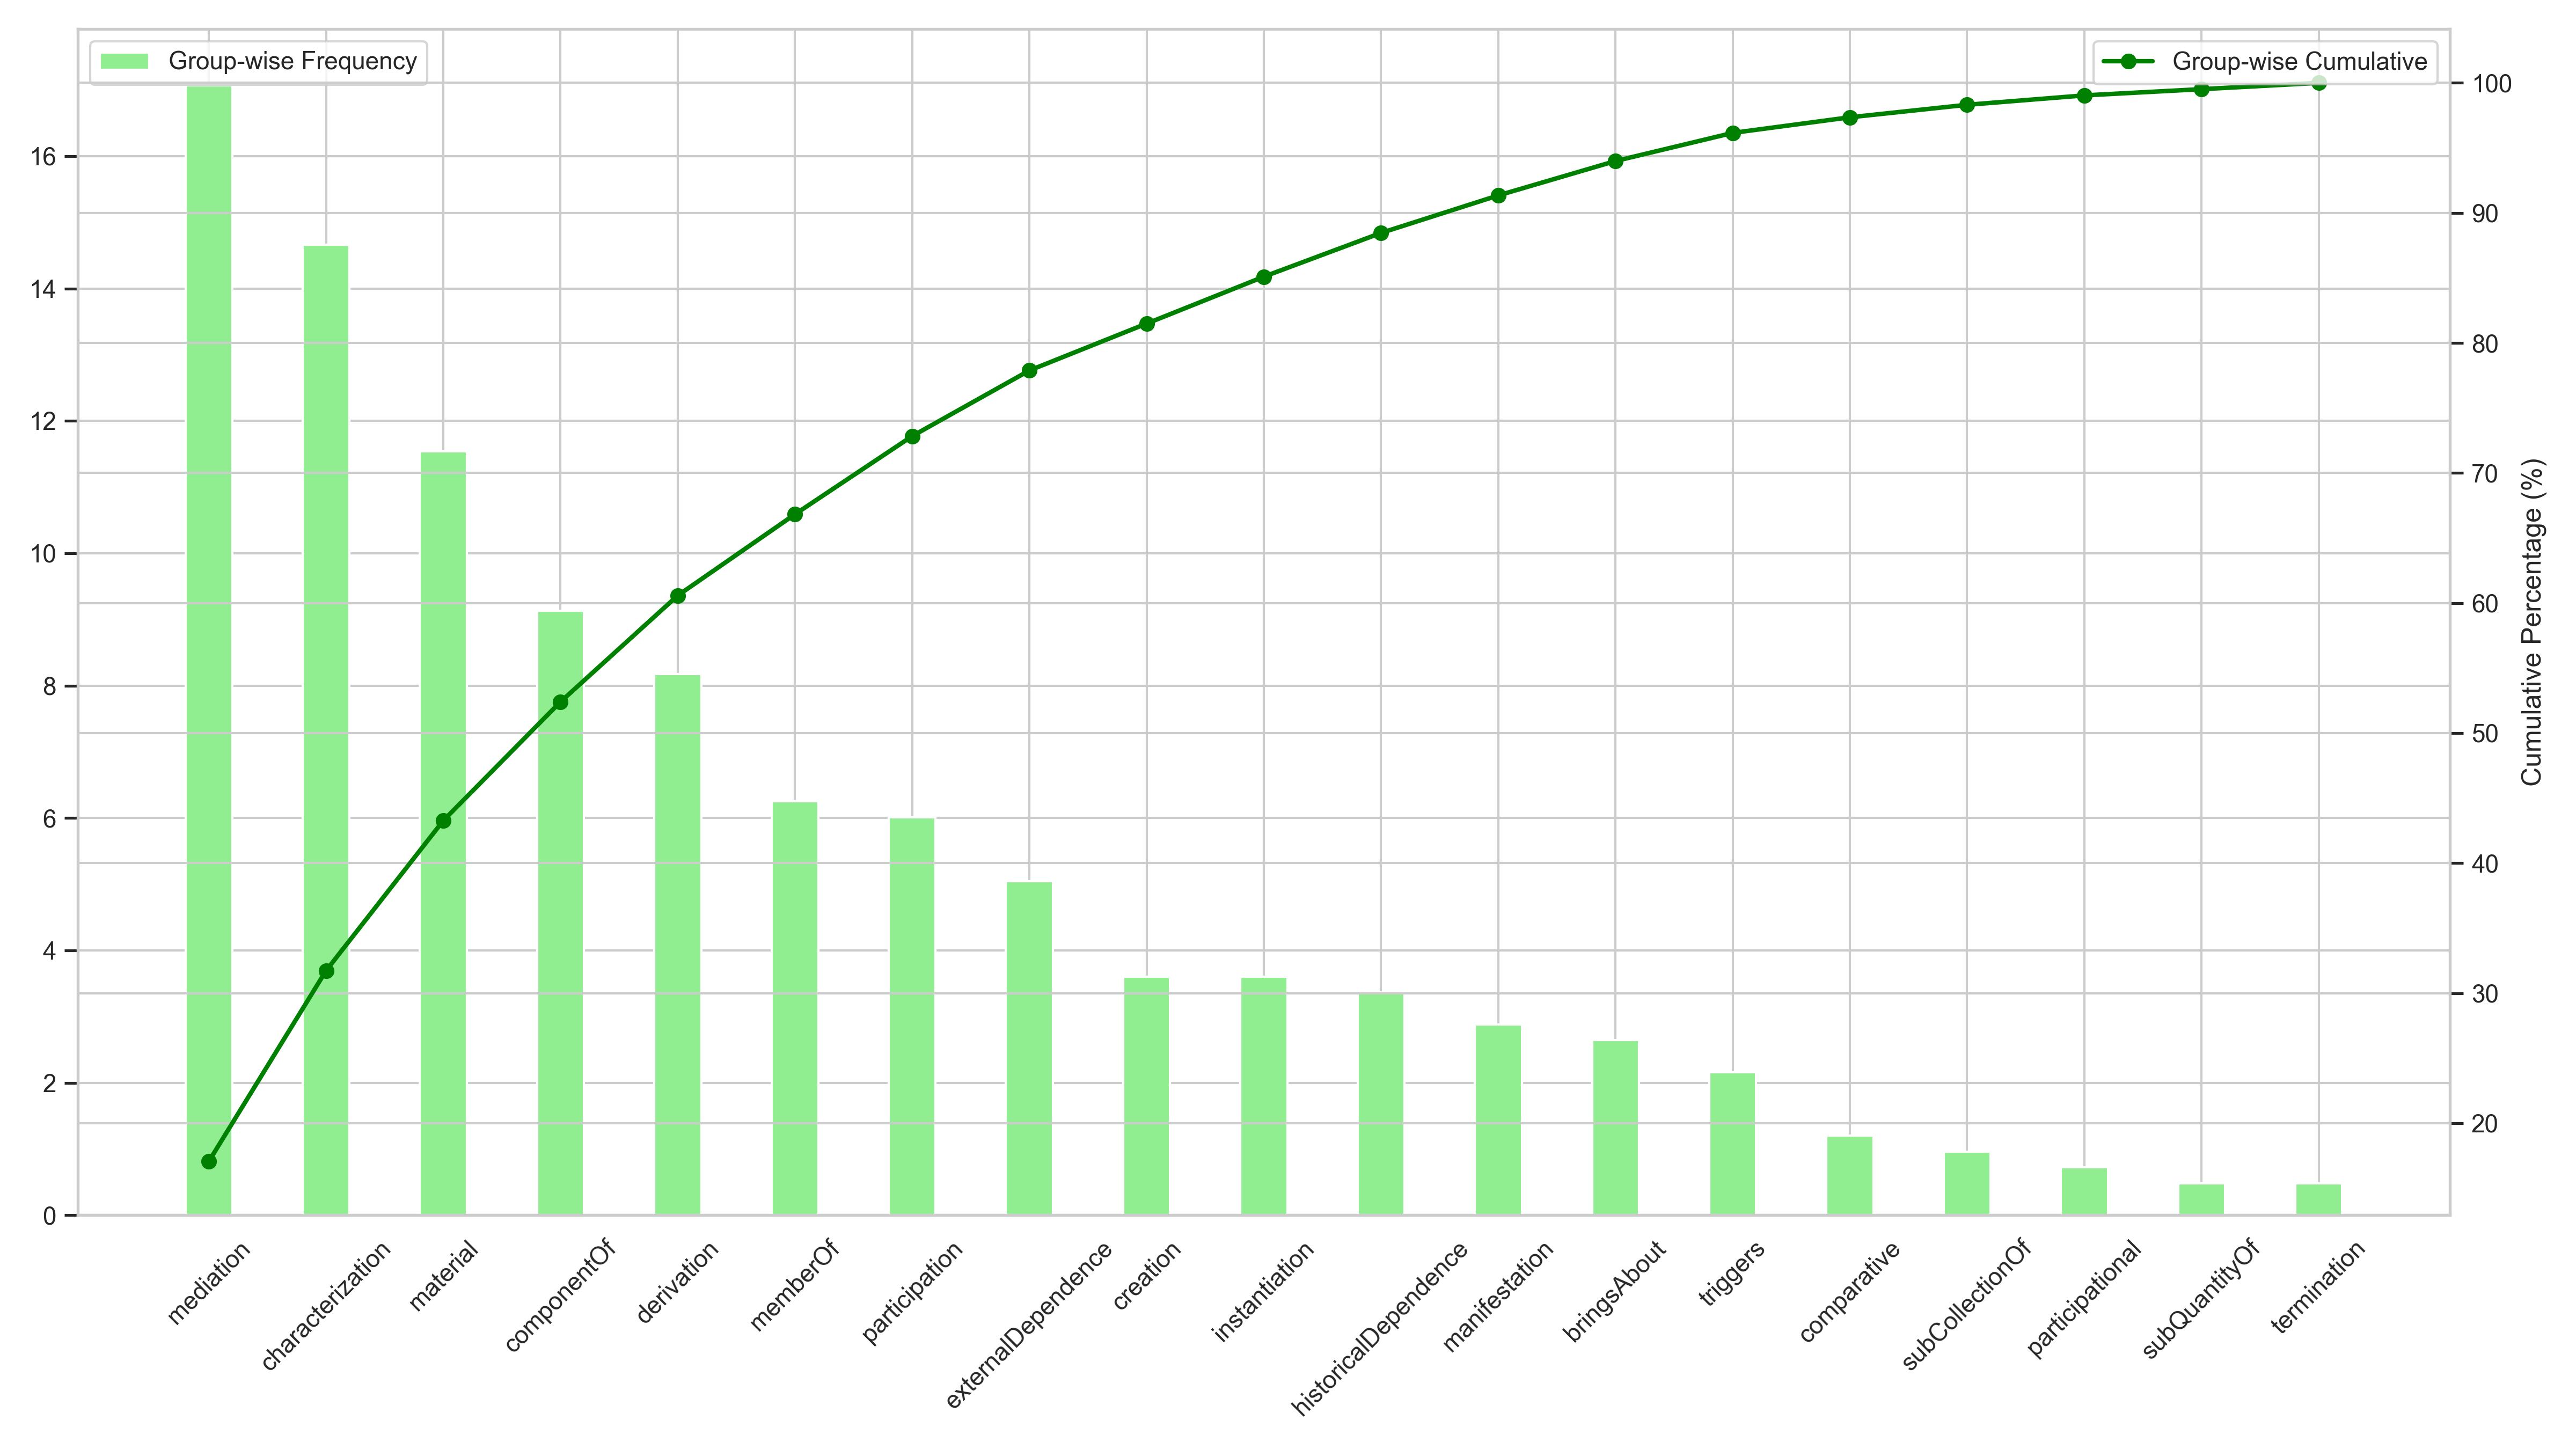 Group-wise Frequency
Group-wise Cumulative
16
14
12
10
8
6
4
2
0
100
90
80
70
60
50
40
30
20
Cumulative Percentage (%)
mediation
characterization
material
componentOf
derivation
memberOf
participation
externalDependence
creation
instantiation
historicalDependence
manifestation
bringsAbout
triggers
comparative
subCollectionOf
participational
subQuantityOf
termination